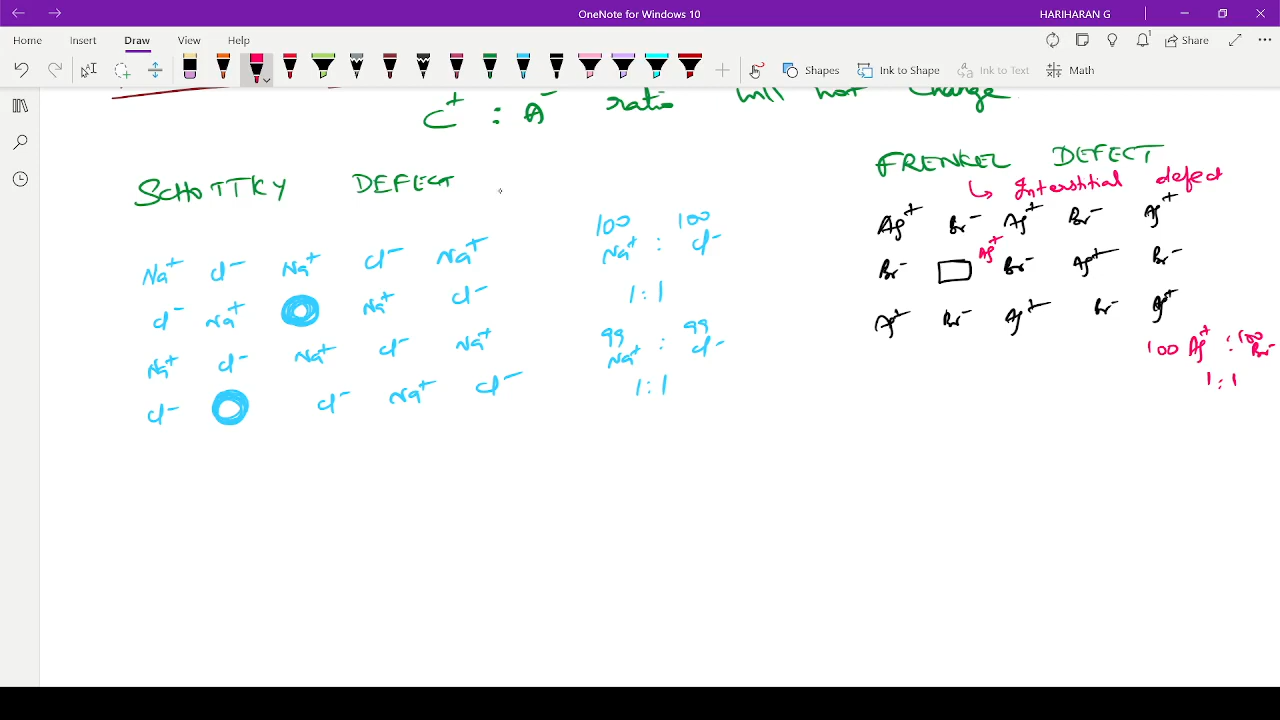 OneNote for Windows 10
HARIHARAN G
Home Insert Draw View Help
Share
Shapes Ink to Shape Ink to Text Math
C+ : A- ratio will not change
SCHOTTKY DEFECT
Na+ Cl- Na+ Cl- Na+
Cl- Na+ Na+ Cl-
Na+ Cl- Na+ Cl- Na+
Cl- Cl- Na+ Cl-
100 100
Na+ : Cl-
1:1
99 99
Na+ : Cl-
1:1
FRENKEL DEFECT
Interstitial defect
Ag+ Br- Ag+ Br- Ag+
Ag+
Br- Br- Ag+ Br-
Ag+ Br- Ag+ Br- Ag+
100 Ag+ : 100 Br-
1:1